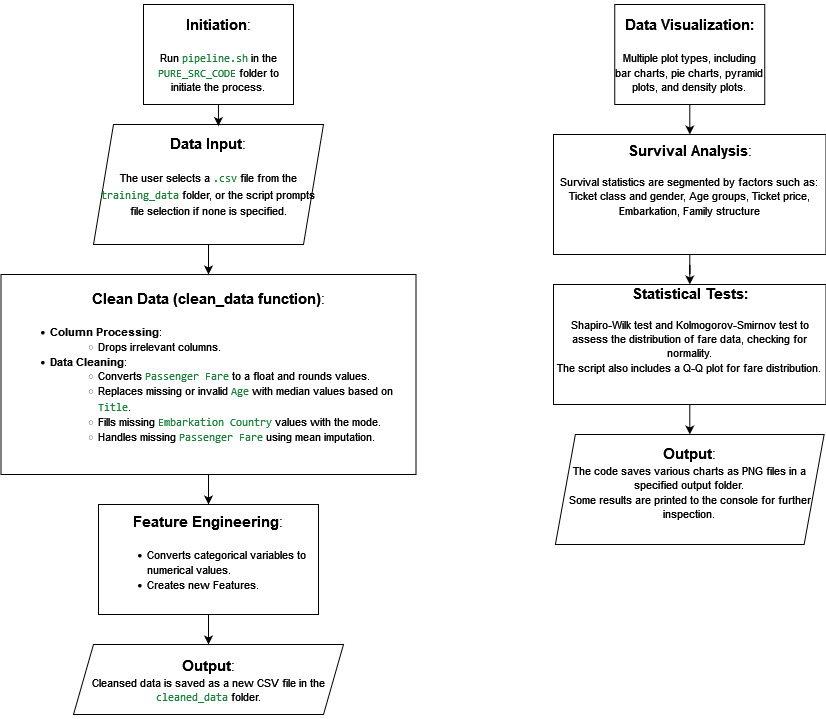 Initiation:
Run pipeline.sh in the
PURE_SRC_CODE folder to
initiate the process.
Data Input:
The user selects a .csv file from the
training_data folder, or the script prompts
file selection if none is specified.
Clean Data (clean_data function):
• Column Processing:
○ Drops irrelevant columns.
• Data Cleaning:
○ Converts Passenger Fare to a float and rounds values.
○ Replaces missing or invalid Age with median values based on
Title.
○ Fills missing Embarkation Country values with the mode.
○ Handles missing Passenger Fare using mean imputation.
Feature Engineering:
• Converts categorical variables to
numerical values.
• Creates new Features.
Output:
Cleansed data is saved as a new CSV file in the
cleaned_data folder.
Data Visualization:
Multiple plot types, including
bar charts, pie charts, pyramid
plots, and density plots.
Survival Analysis:
Survival statistics are segmented by factors such as:
Ticket class and gender, Age groups, Ticket price,
Embarkation, Family structure
Statistical Tests:
Shapiro-Wilk test and Kolmogorov-Smirnov test to
assess the distribution of fare data, checking for
normality.
The script also includes a Q-Q plot for fare distribution.
Output:
The code saves various charts as PNG files in a
specified output folder.
Some results are printed to the console for further
inspection.